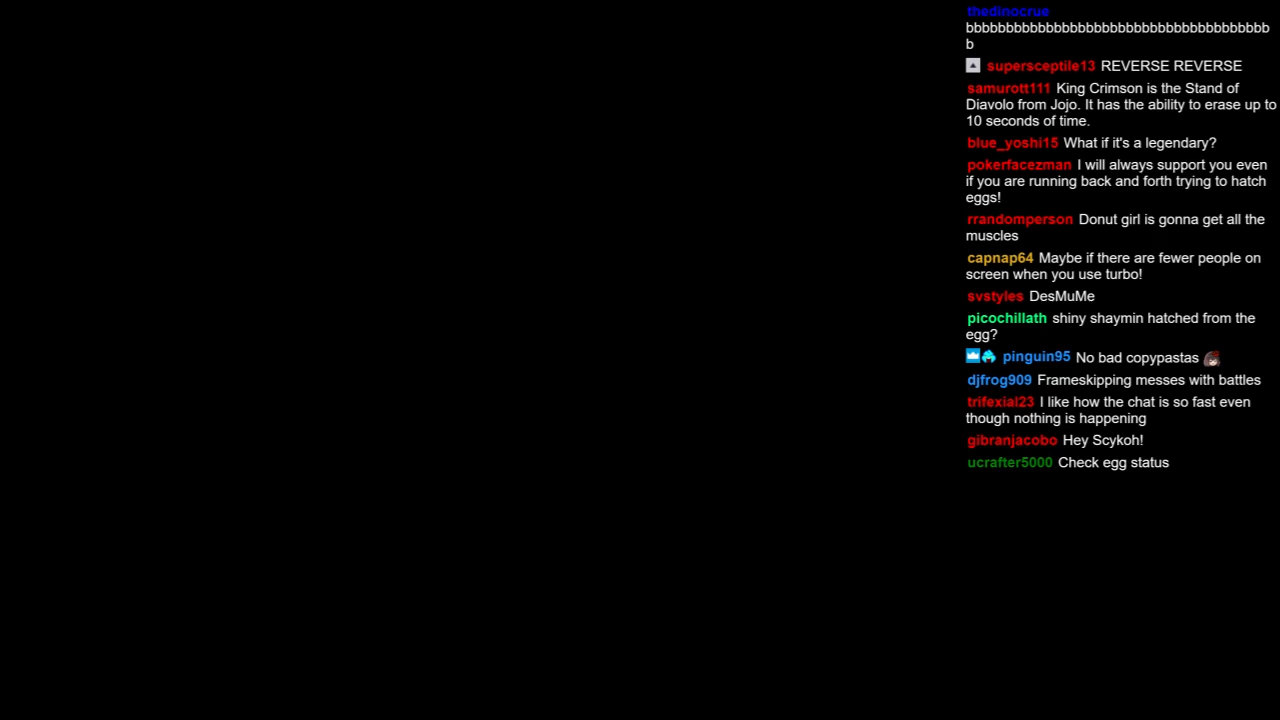 thedinocrue
bbbbbbbbbbbbbbbbbbbbbbbbbbbbbbbbbbbbbb
b
supersceptile13 REVERSE REVERSE
samurott111 King Crimson is the Stand of
Diavolo from Jojo. It has the ability to erase up to
10 seconds of time.
blue_yoshi15 What if it's a legendary?
pokerfacezman I will always support you even
if you are running back and forth trying to hatch
eggs!
rrandomperson Donut girl is gonna get all the
muscles
capnap64 Maybe if there are fewer people on
screen when you use turbo!
svstyles DesMuMe
picochillath shiny shaymin hatched from the
egg?
pinguin95 No bad copypastas
djfrog909 Frameskipping messes with battles
trifexial23 I like how the chat is so fast even
though nothing is happening
gibranjacobo Hey Scykoh!
ucrafter5000 Check egg status